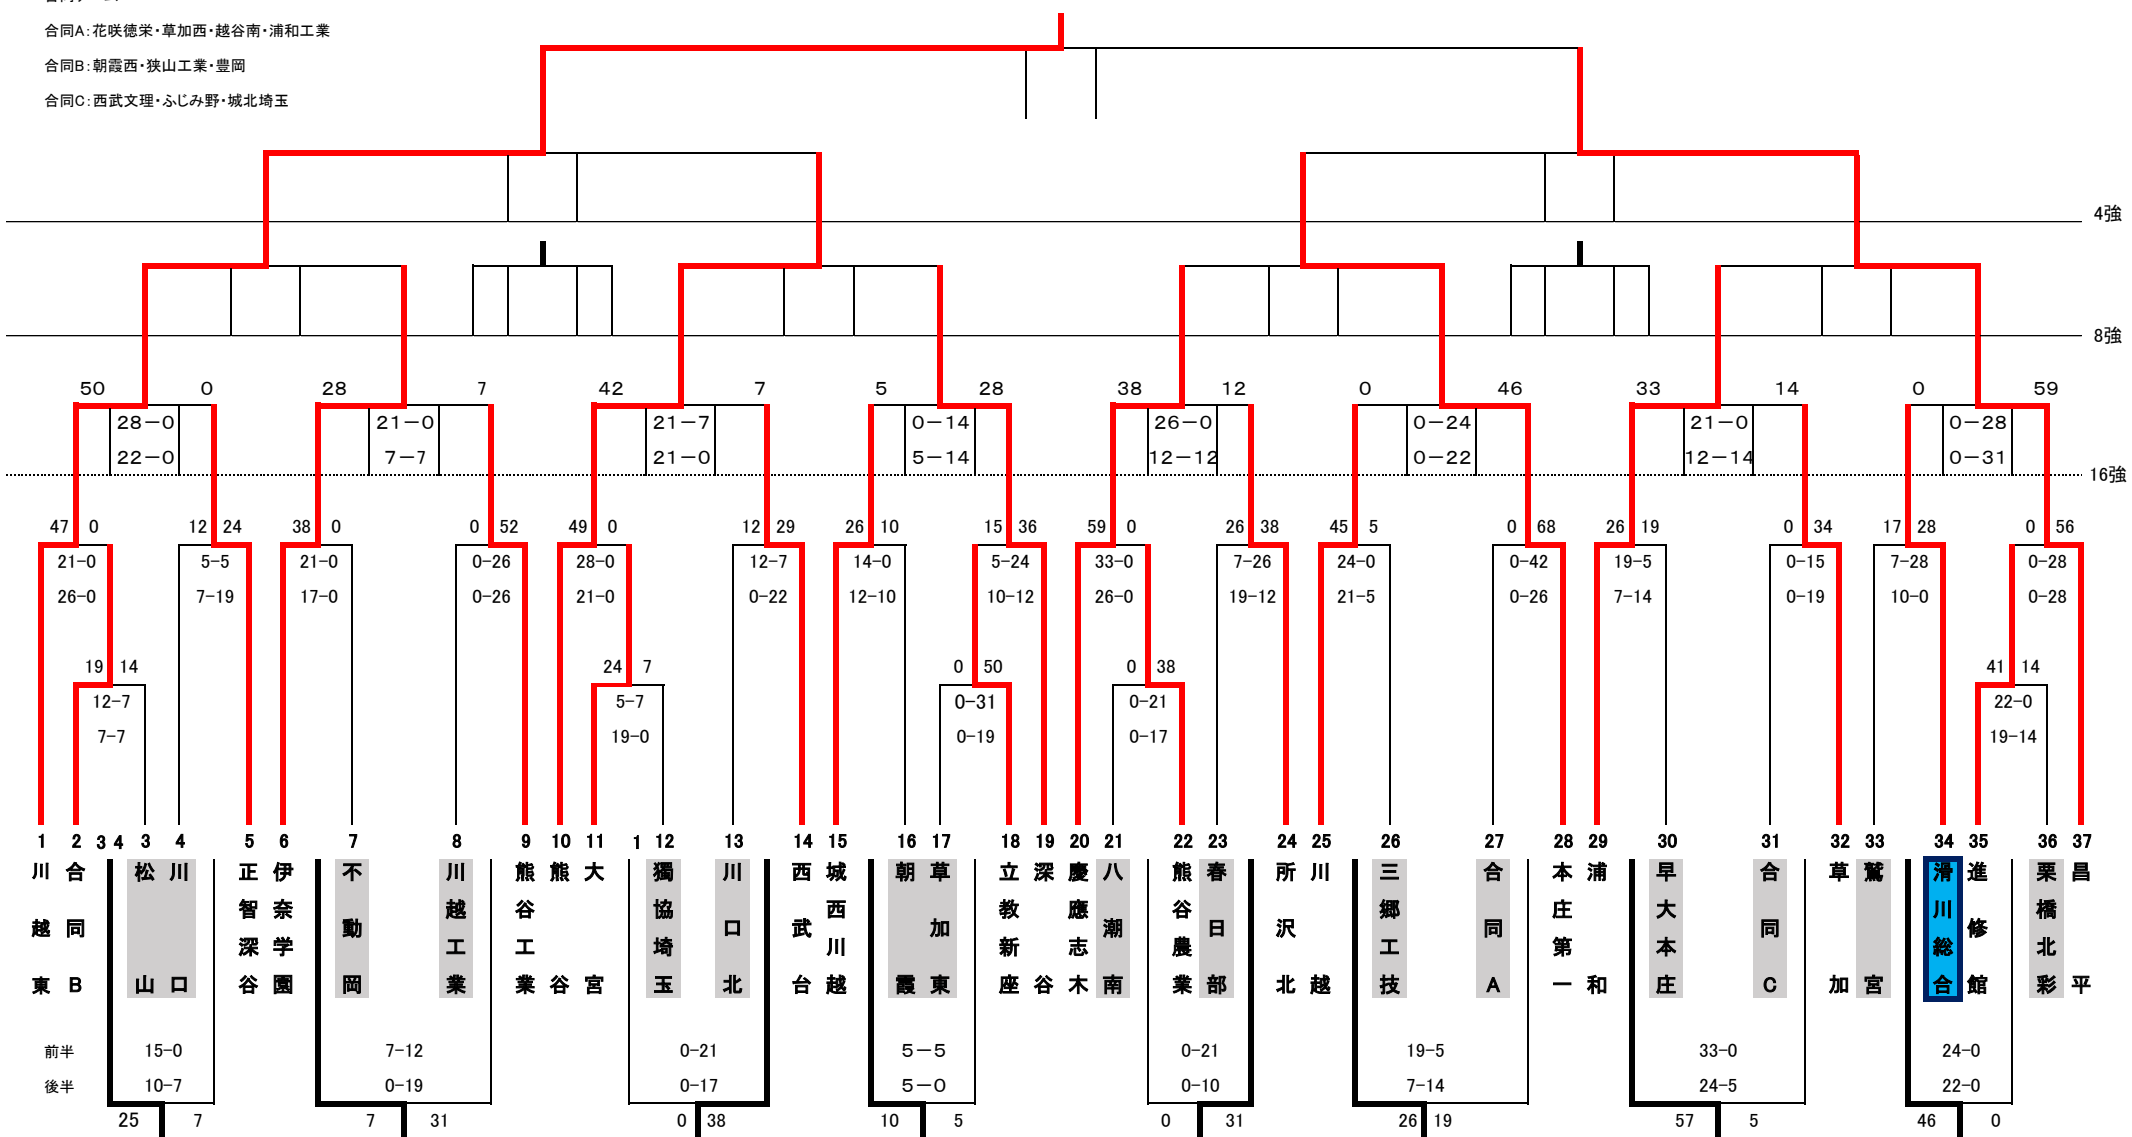 合同A:花咲徳栄・草加西・越谷南・浦和工業
合同B:朝霞西・狭山工業・豊岡
合同C:西武文理・ふじみ野・城北埼玉
4強
8強
50 0 28 7 42 7 5 28 38 12 0 46 33 14 0 59
28-0 21-0 21-7 0-14 26-0 0-24 21-0 0-28
22-0 7-7 21-0 5-14 12-12 0-22 12-14 0-31
16強
47 0 12 24 38 0 0 52 49 0 12 29 26 10 15 36 59 0 26 38 45 5 0 68 26 19 0 34 17 28 0 56
21-0 5-5 21-0 0-26 28-0 12-7 14-0 5-24 33-0 7-26 24-0 0-42 19-5 0-15 7-28 0-28
26-0 7-19 17-0 0-26 21-0 0-22 12-10 10-12 26-0 19-12 21-5 0-26 7-14 0-19 10-0 0-28
19 14 24 7 0 50 0 38 41 14
12-7 5-7 0-31 0-21 22-0
7-7 19-0 0-19 0-17 19-14
1 2 3 4 3 4 5 6 7 8 9 10 11 1 12 13 14 15 16 17 18 19 20 21 22 23 24 25 26 27 28 29 30 31 32 33 34 35 36 37
川越東
合同B
松山
川口
正智深谷
伊奈学園
不動岡
川越工業
熊谷工業
熊谷
大宮
獨協埼玉
川口北
西武台
城西川越
朝霞
草加東
立教新座
深谷
慶應志木
八潮南
熊谷農業
春日部
所沢北
川越
三郷工技
合同A
本庄第一
浦和
早大本庄
合同C
草加
鷲宮
滑川総合
進修館
栗橋北彩
昌平
前半 15-0 7-12 0-21 5-5 0-21 19-5 33-0 24-0
後半 10-7 0-19 0-17 5-0 0-10 7-14 24-5 22-0
25 7 7 31 0 38 10 5 0 31 26 19 57 5 46 0